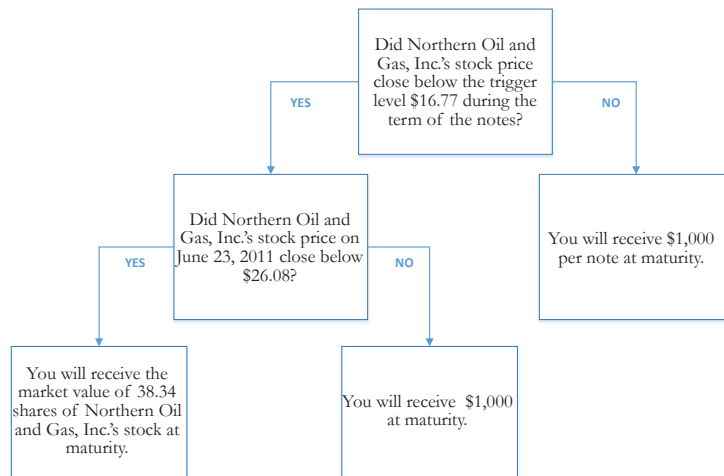 Did Northern Oil and
Gas, Inc.'s stock price
close below the trigger
level $16.77 during the
term of the notes?
YES
NO
Did Northern Oil and
Gas, Inc.'s stock price on
June 23, 2011 close below
$26.08?
You will receive $1,000
per note at maturity.
YES
NO
You will receive the
market value of 38.34
shares of Northern Oil
and Gas, Inc.'s stock at
maturity.
You will receive $1,000
at maturity.